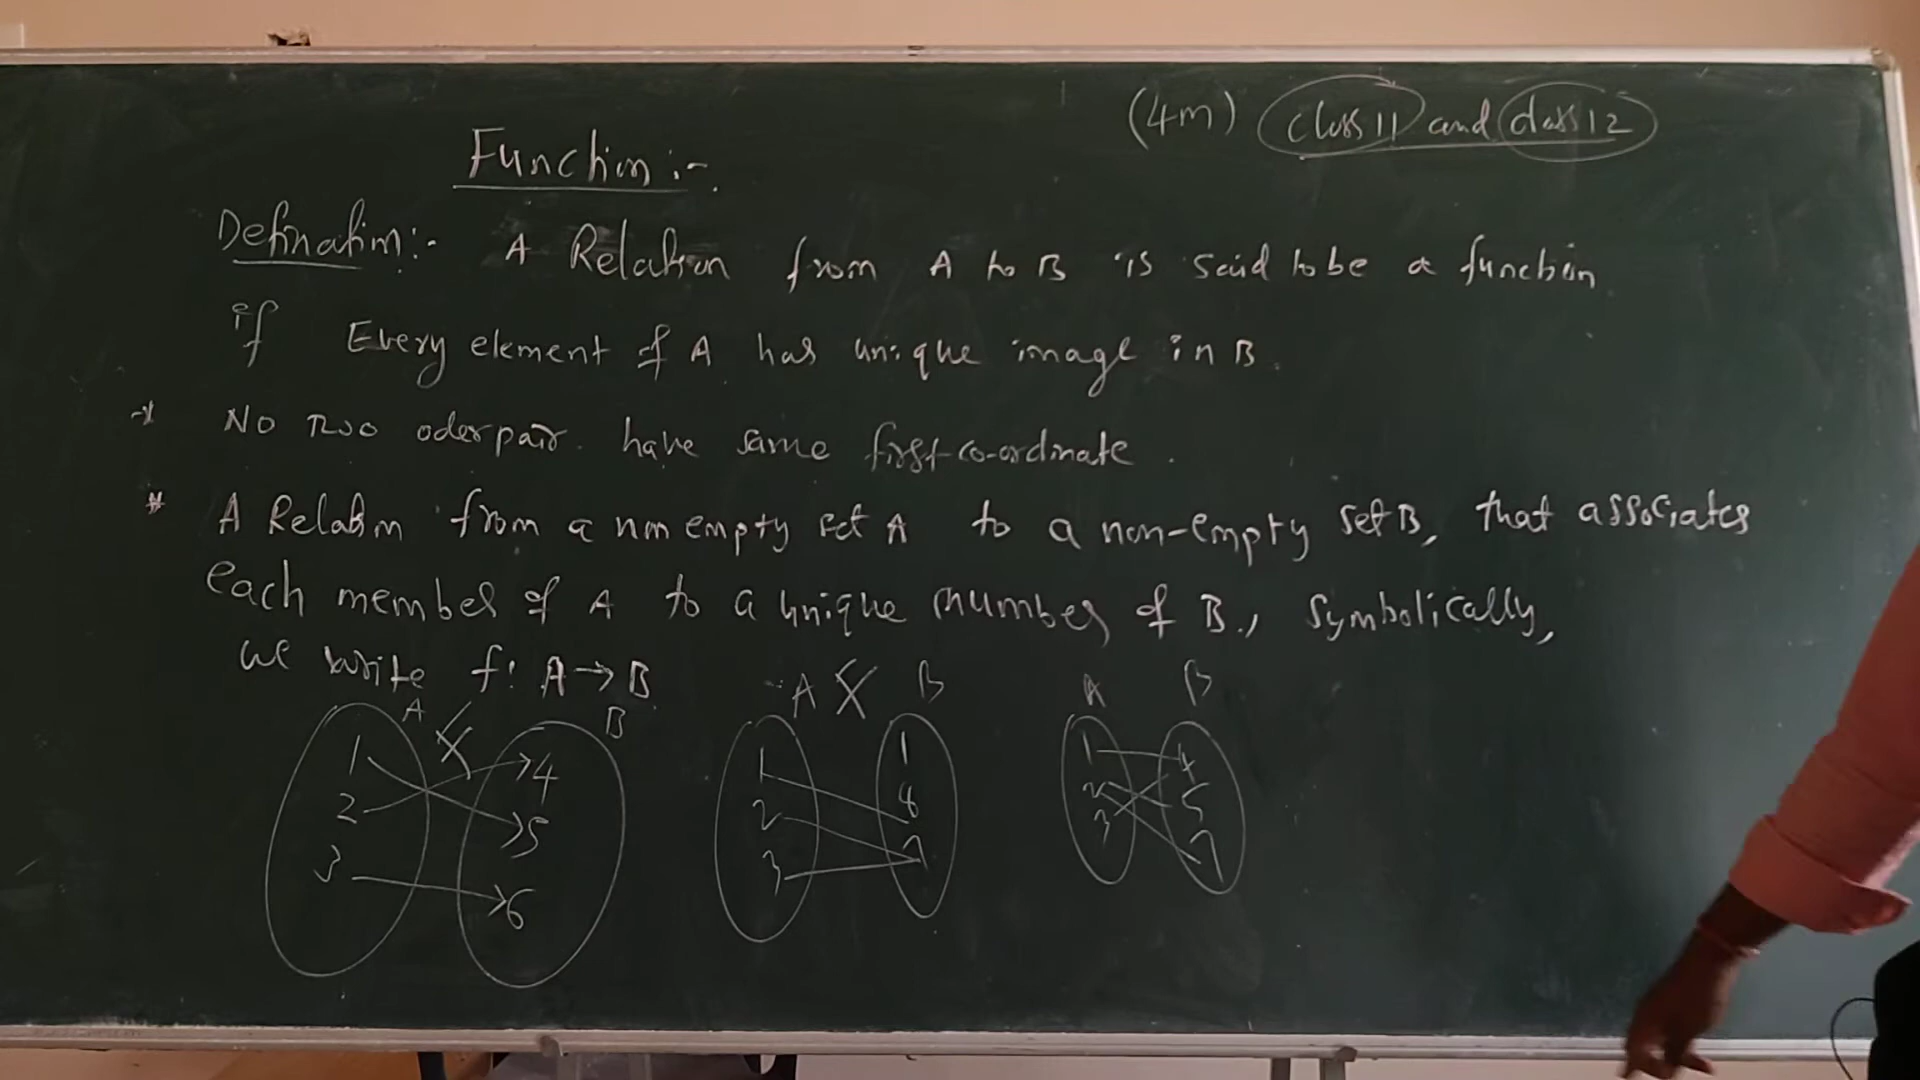 (4m) class 11 and class 12
Function :-
Defination:- A Relation from A to B is said to be a function
if Every element of A has unique image in B.
* No Two oder pair have same first co-ordinate.
* A Relation from a non empty set A to a non-empty set B, that associates
each member of A to a unique number of B., Symbolically,
we write f: A → B
A B
1 4
2 5
3 6
A B
1 1
2
3 7
A B
1 4
2 5
3 7